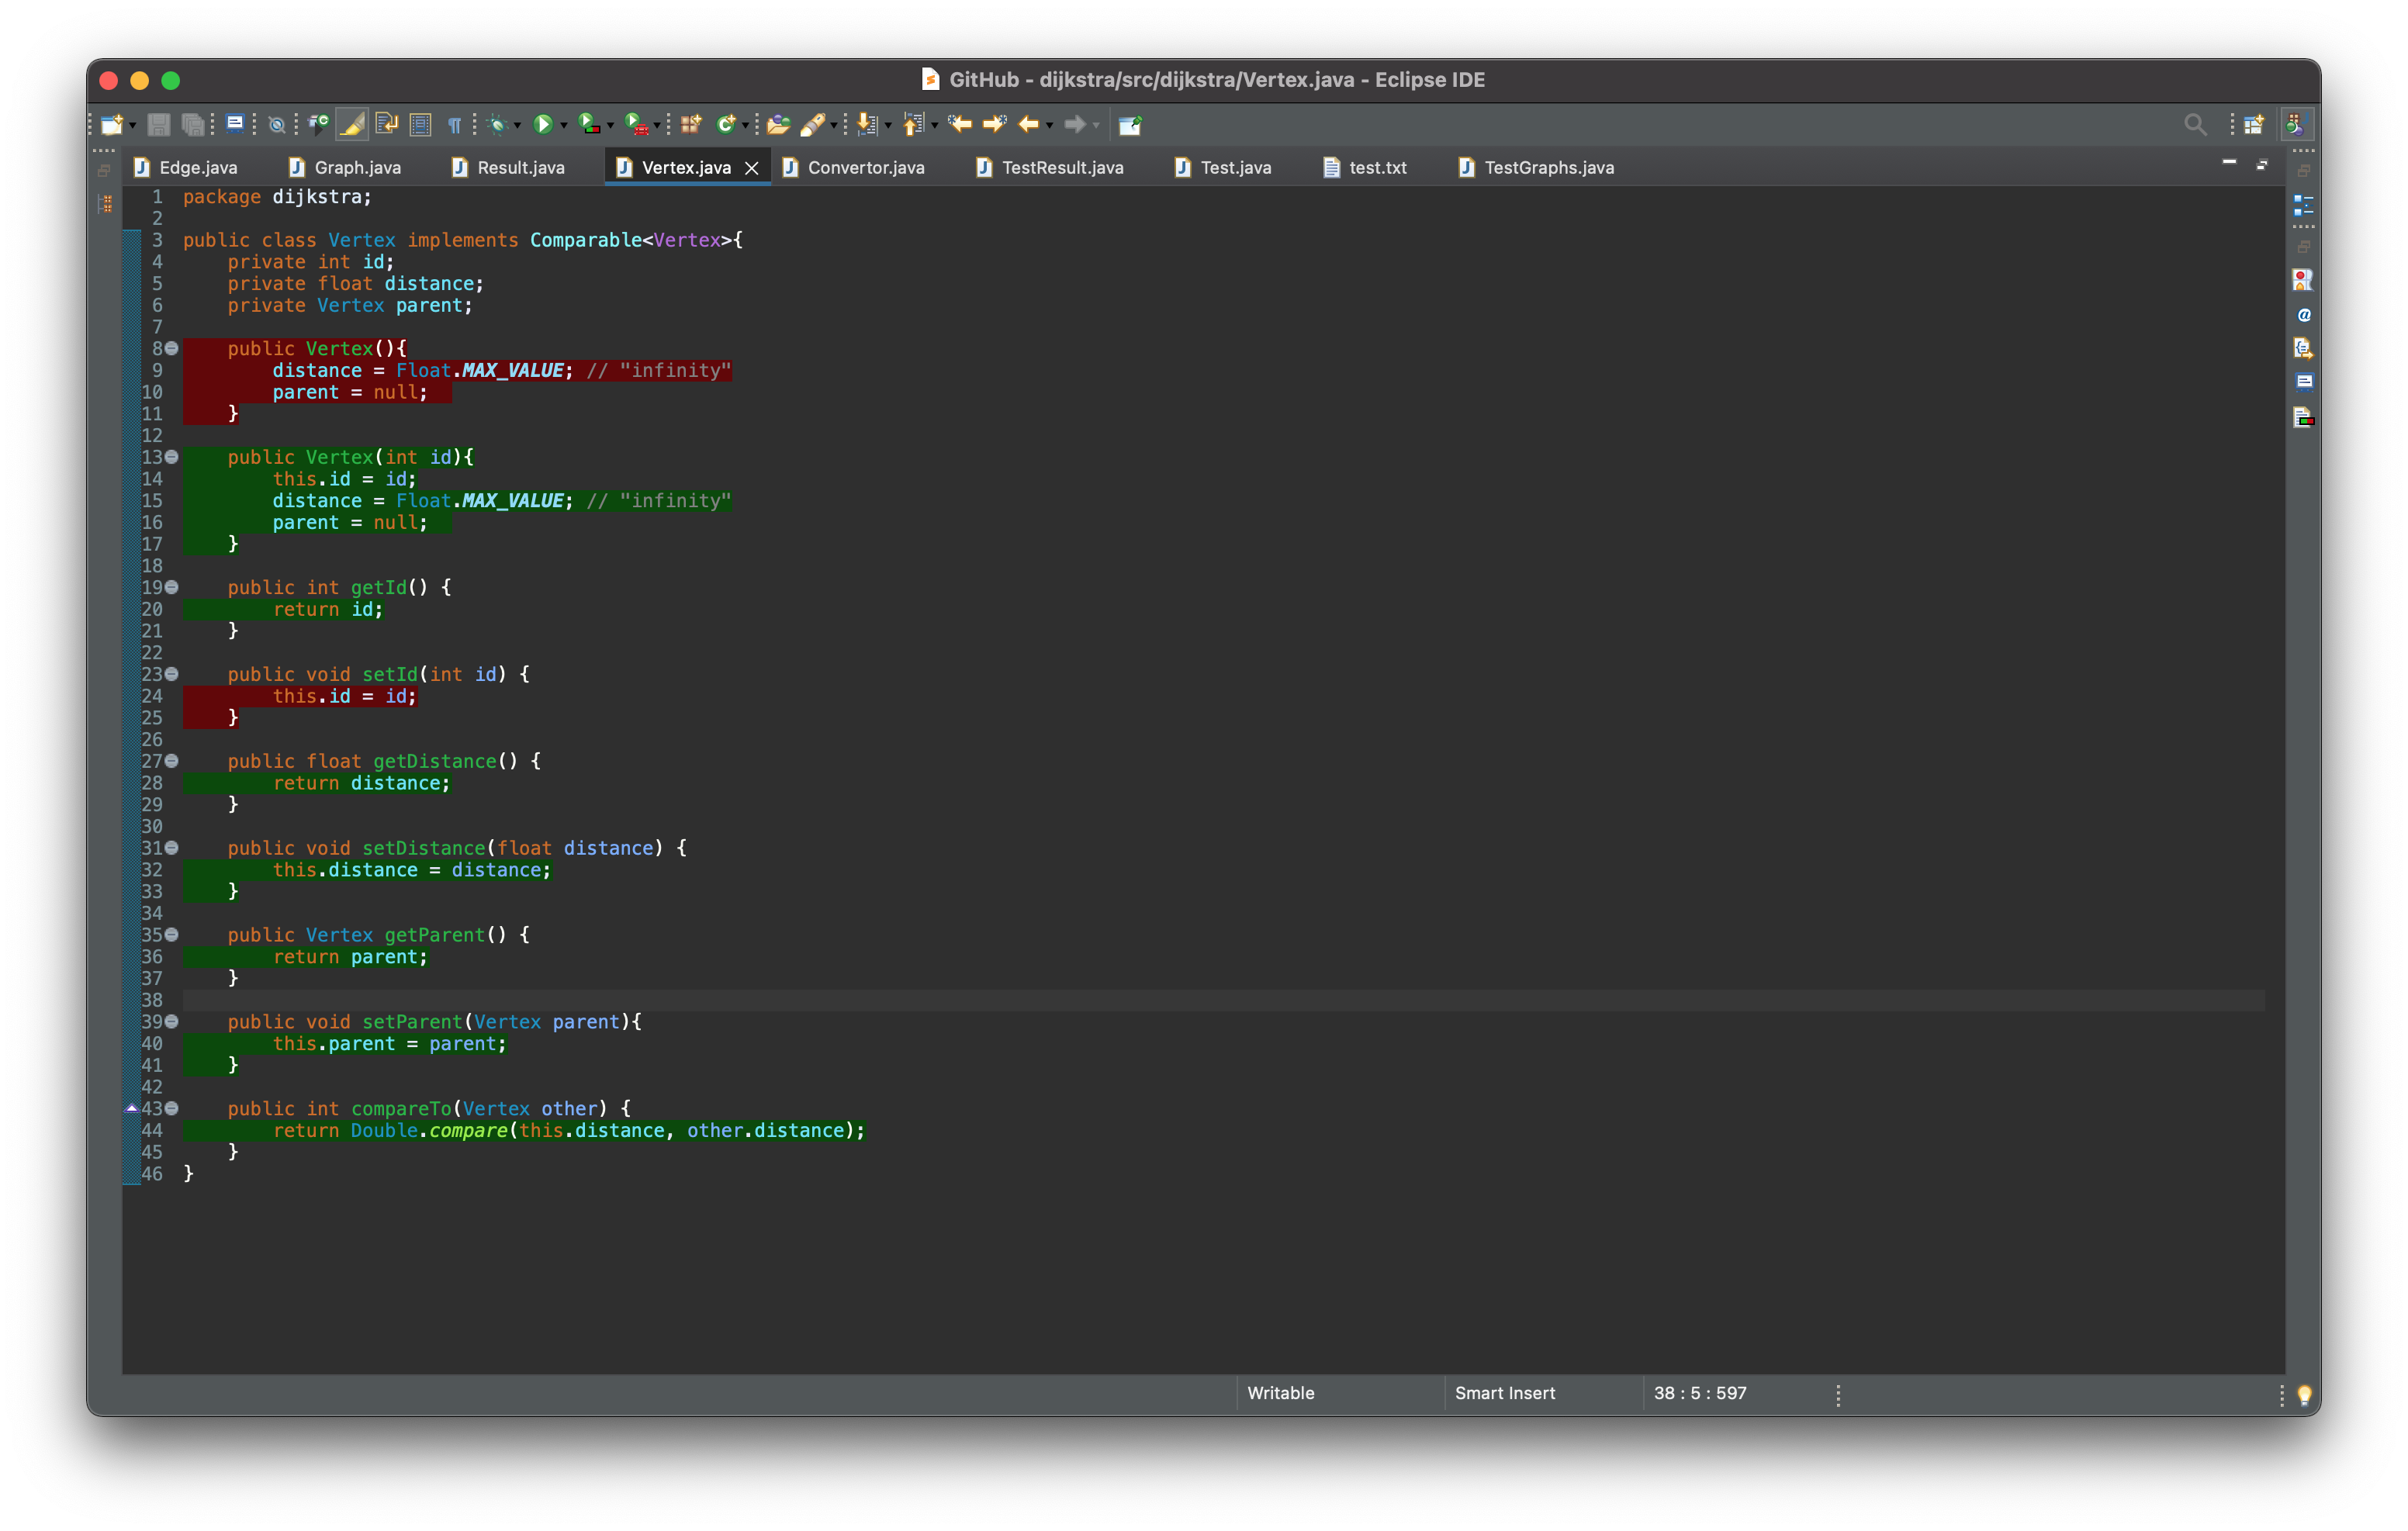 GitHub - dijkstra/src/dijkstra/Vertex.java - Eclipse IDE
Edge.java Graph.java Result.java Vertex.java Convertor.java TestResult.java Test.java test.txt TestGraphs.java
1 package dijkstra;
2
3 public class Vertex implements Comparable<Vertex>{
4     private int id;
5     private float distance;
6     private Vertex parent;
7
8     public Vertex(){
9         distance = Float.MAX_VALUE; // "infinity"
10         parent = null;
11     }
12
13     public Vertex(int id){
14         this.id = id;
15         distance = Float.MAX_VALUE; // "infinity"
16         parent = null;
17     }
18
19     public int getId() {
20         return id;
21     }
22
23     public void setId(int id) {
24         this.id = id;
25     }
26
27     public float getDistance() {
28         return distance;
29     }
30
31     public void setDistance(float distance) {
32         this.distance = distance;
33     }
34
35     public Vertex getParent() {
36         return parent;
37     }
38
39     public void setParent(Vertex parent){
40         this.parent = parent;
41     }
42
43     public int compareTo(Vertex other) {
44         return Double.compare(this.distance, other.distance);
45     }
46 }
Writable Smart Insert 38 : 5 : 597